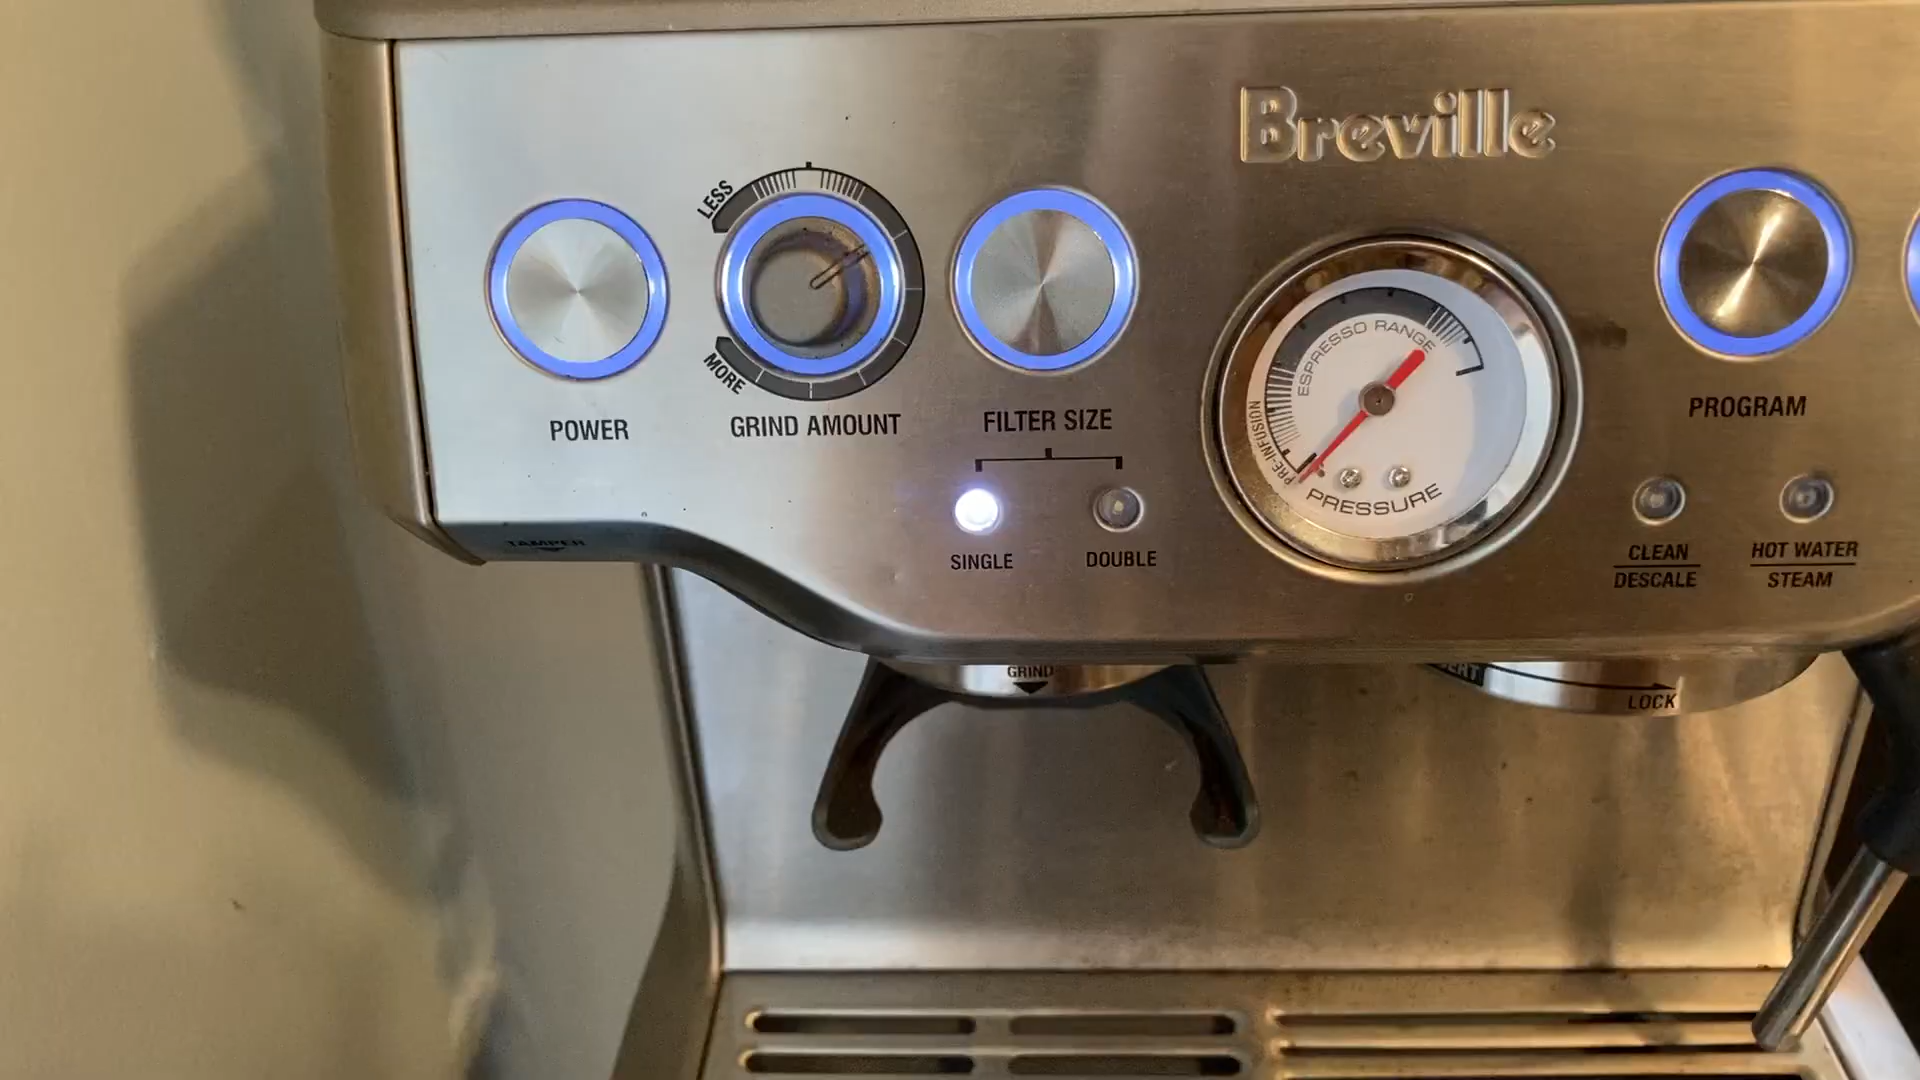 Breville
LESS
MORE
POWER
GRIND AMOUNT
FILTER SIZE
SINGLE
DOUBLE
ESPRESSO RANGE
PRE-INFUSION
PRESSURE
PROGRAM
CLEAN
DESCALE
HOT WATER
STEAM
TAMPER
GRIND
LOCK